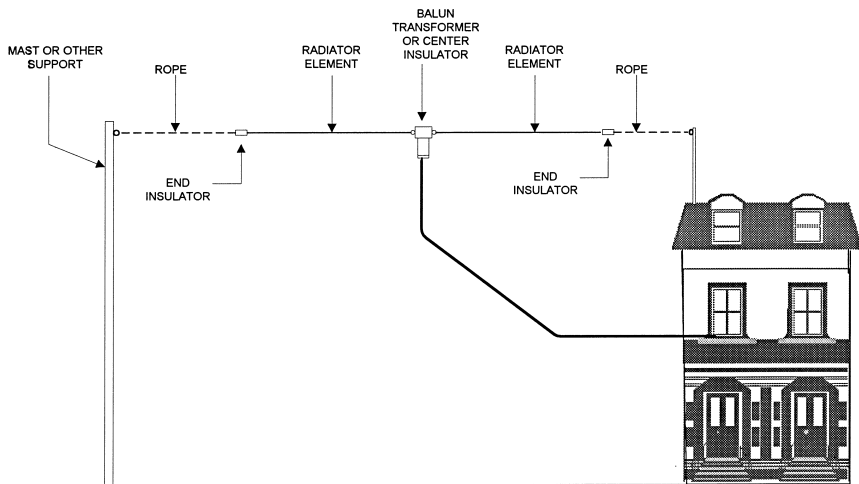 BALUN
TRANSFORMER
OR CENTER
INSULATOR
MAST OR OTHER
SUPPORT
ROPE
RADIATOR
ELEMENT
RADIATOR
ELEMENT
ROPE
END
INSULATOR
END
INSULATOR